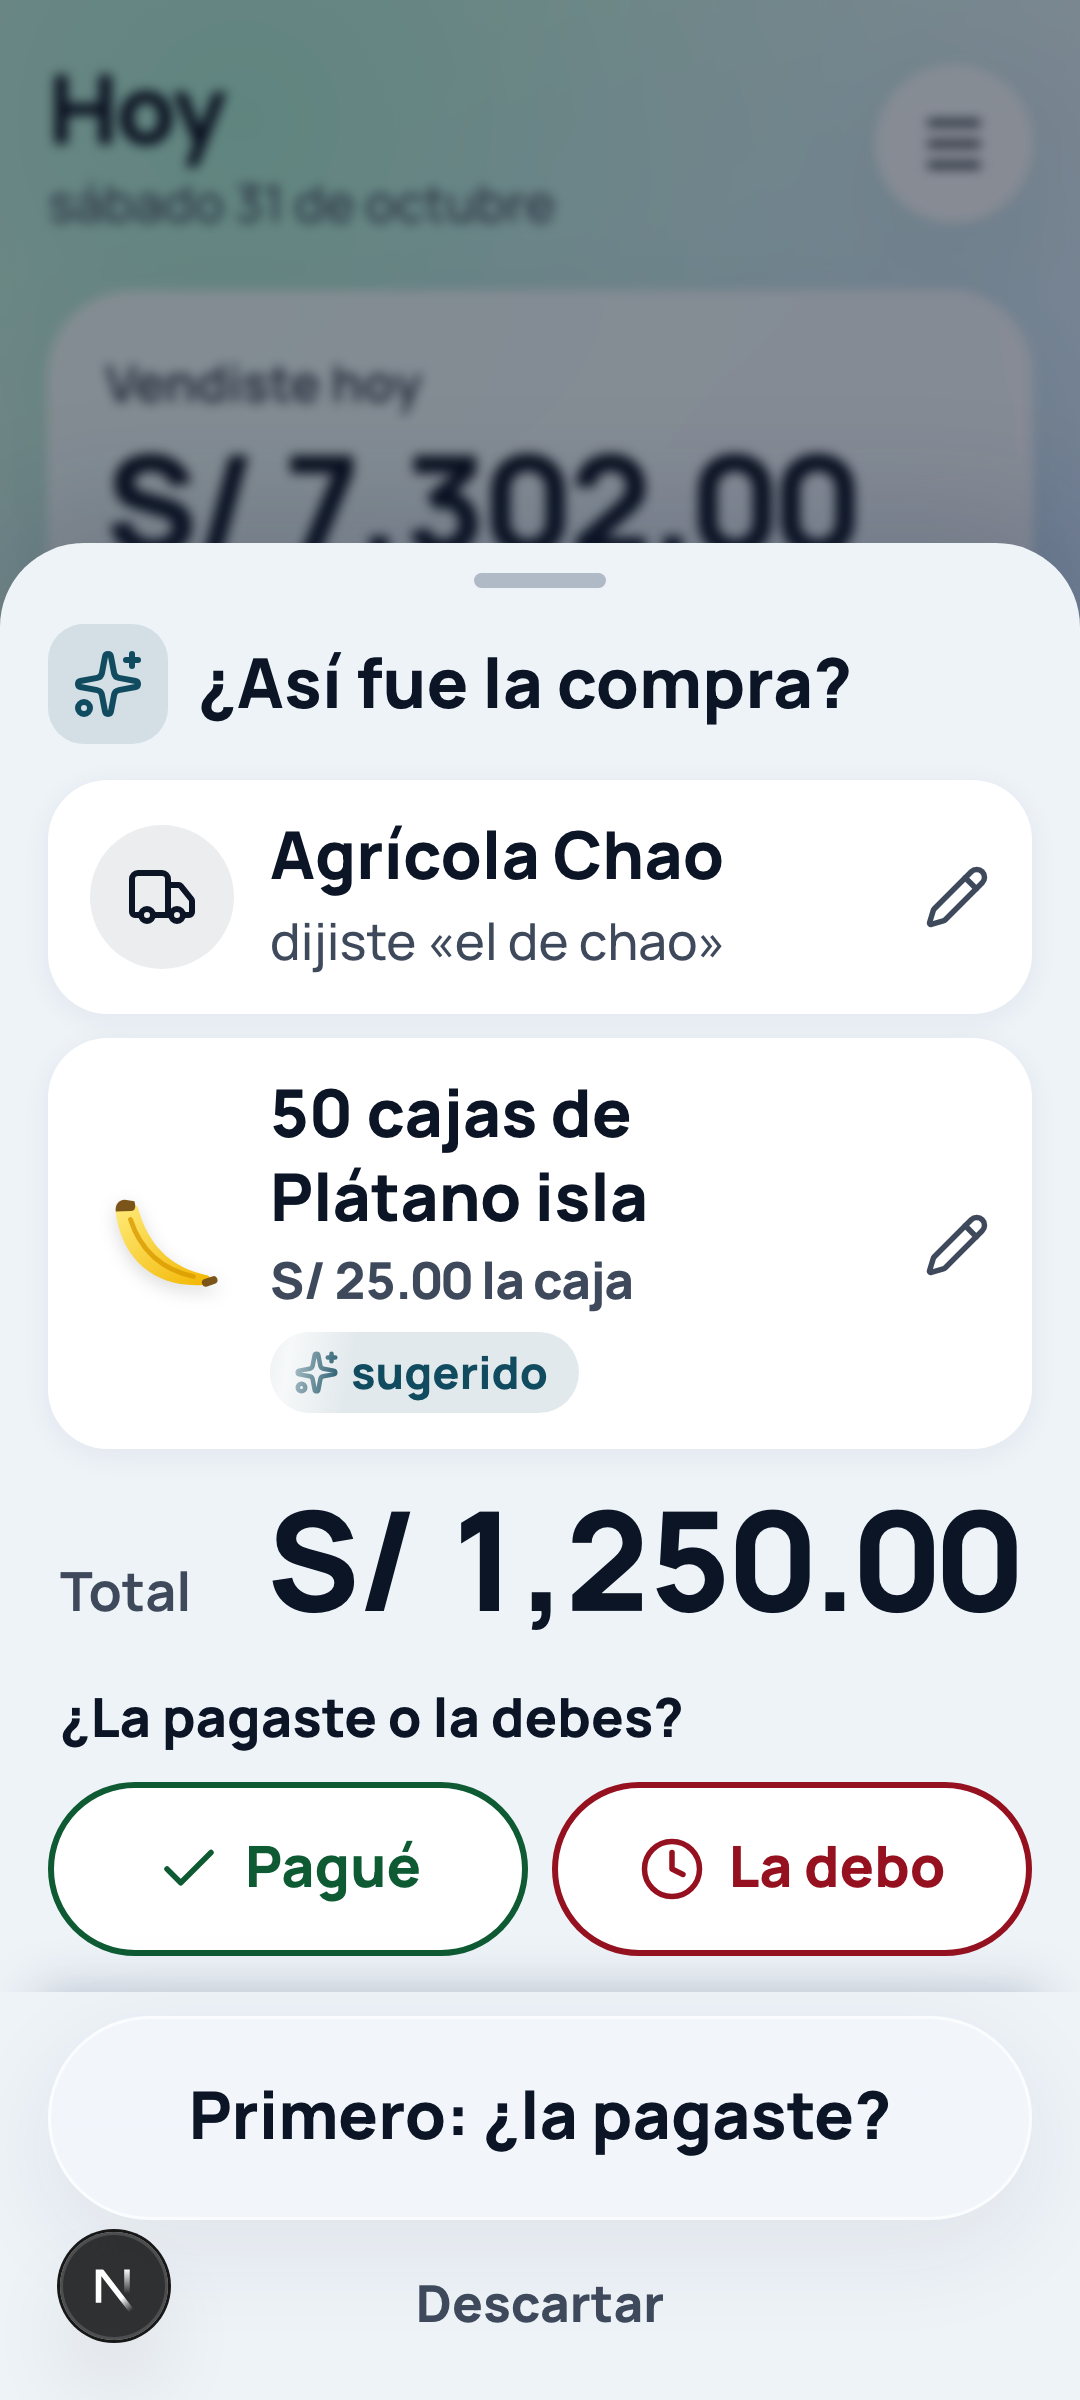 Hoy
sábado 31 de octubre
Vendiste hoy
S/ 7,302.00
¿Así fue la compra?
Agrícola Chao
dijiste «el de chao»
50 cajas de
Plátano isla
S/ 25.00 la caja
sugerido
Total S/ 1,250.00
¿La pagaste o la debes?
Pagué La debo
Primero: ¿la pagaste?
N
Descartar